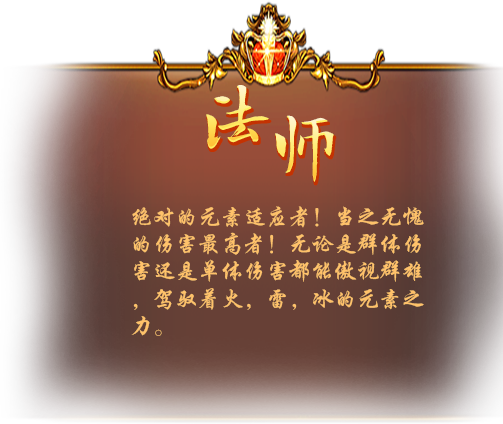 法师
绝对的元素适应者！当之无愧
的伤害最高者！无论是群体伤
害还是单体伤害都能傲视群雄
，驾驭着火，雷，冰的元素之
力。